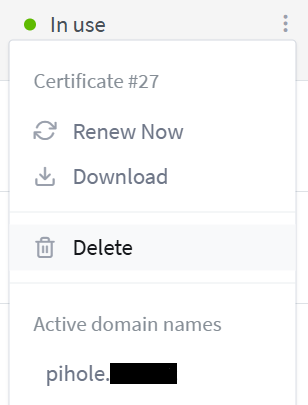 In use
Certificate #27
Renew Now
Download
Delete
Active domain names
pihole.